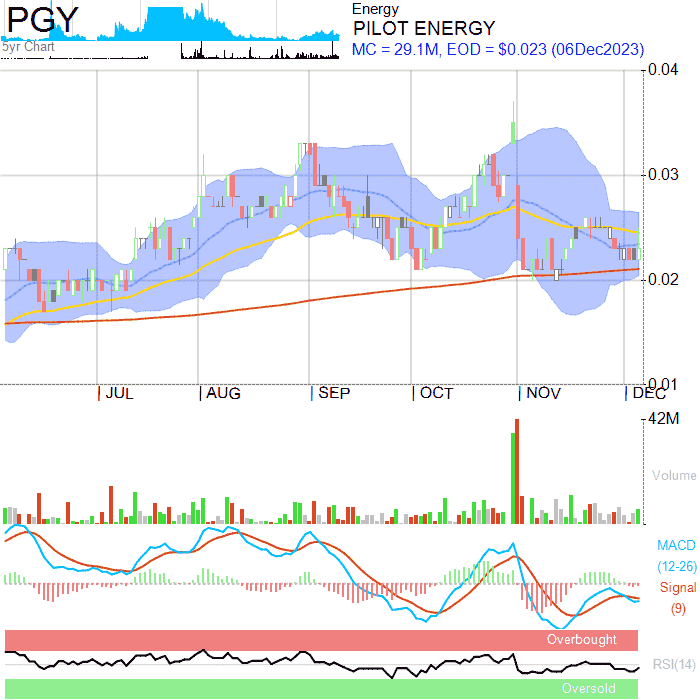 PGY
5yr Chart
Energy
PILOT ENERGY
MC = 29.1M, EOD = $0.023 (06Dec2023)
0.04
0.03
0.02
0.01
JUL
AUG
SEP
OCT
NOV
DEC
42M
Volume
MACD
(12-26)
Signal
(9)
Overbought
RSI(14)
Oversold